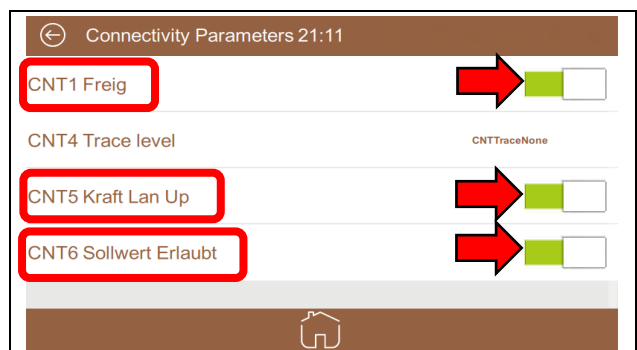 Connectivity Parameters 21:11
CNT1 Freig
CNT4 Trace level CNTTraceNone
CNT5 Kraft Lan Up
CNT6 Sollwert Erlaubt